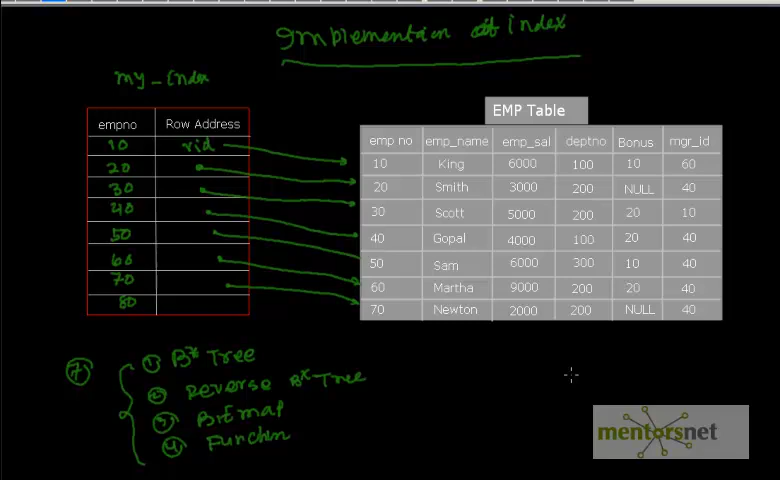 Implemention of index
my_index
EMP Table
empno Row Address
10 rid
20
30
40
50
60
70
80
emp no emp_name emp_sal deptno Bonus mgr_id
10 King 6000 100 10 60
20 Smith 3000 200 NULL 40
30 Scott 5000 200 20 10
40 Gopal 4000 100 20 40
50 Sam 6000 300 10 40
60 Martha 9000 200 20 40
70 Newton 2000 200 NULL 40
7
1 B* Tree
2 Reverse B* Tree
3 Bitmap
4 Function
mentorsnet